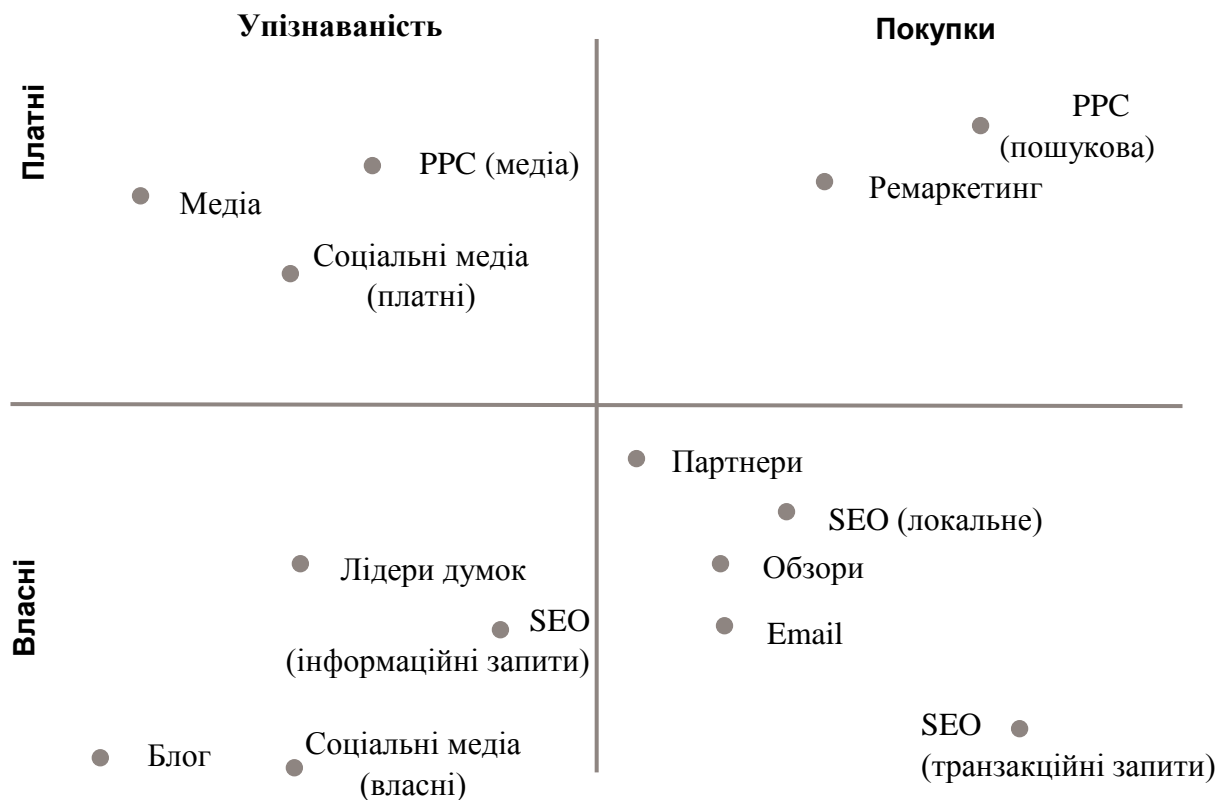 Упізнаваність
Покупки
Платні
PPC
(пошукова)
PPC (медіа)
Ремаркетинг
Медіа
Соціальні медіа
(платні)
Власні
Партнери
SEO (локальне)
Лідери думок
Обзори
SEO
(інформаційні запити)
Email
SEO
(транзакційні запити)
Блог
Соціальні медіа
(власні)